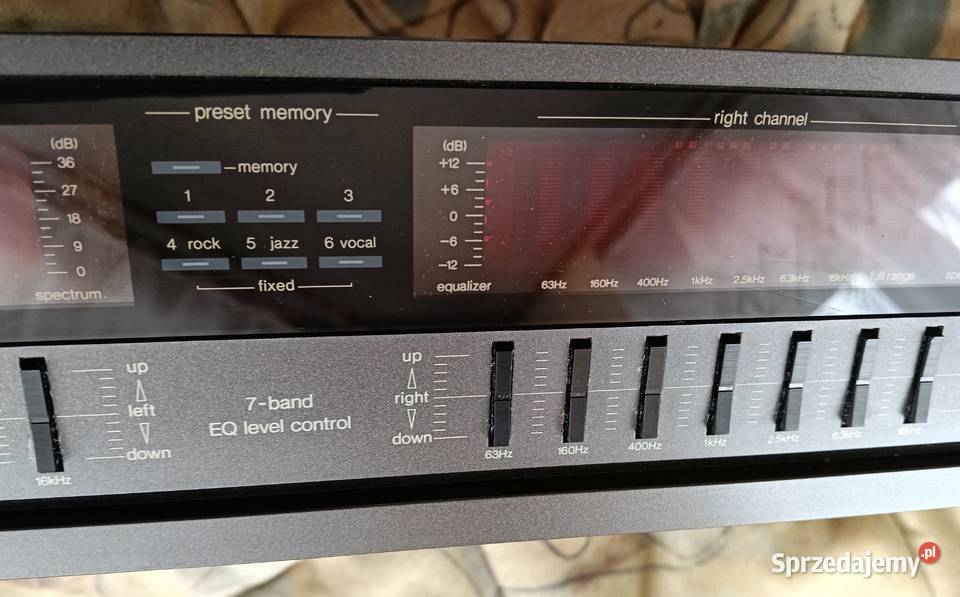 preset memory
right channel
(dB)
36
27
18
9
0
spectrum
memory
1 2 3
4 rock 5 jazz 6 vocal
fixed
(dB)
+12
+6
0
-6
-12
equalizer
63Hz 160Hz 400Hz 1kHz 2.5kHz 6.3kHz 16kHz full range
up
left
down
16kHz
7-band
EQ level control
up
right
down
63Hz 160Hz 400Hz 1kHz 2.5kHz 6.3kHz 16kHz
Sprzedajemy.pl